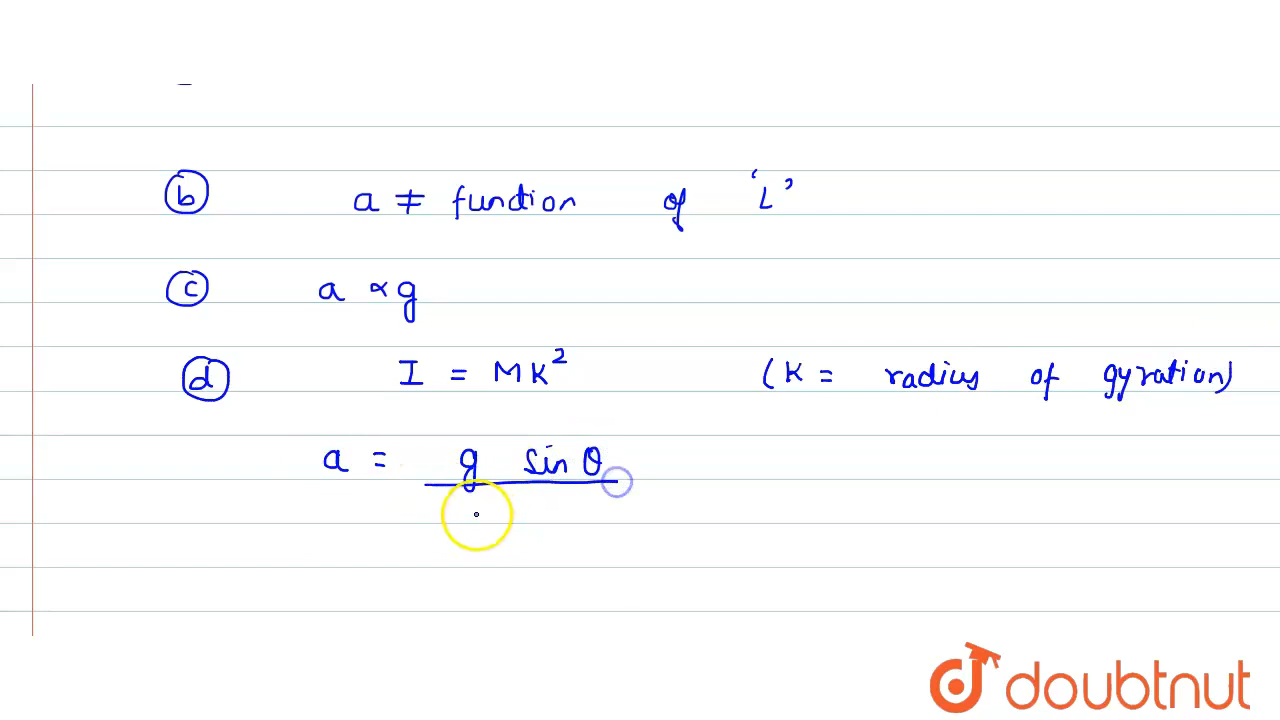 b a ≠ function of 'L'
c a ∝ g
d I = MK² (K = radius of gyration)
a = g sin θ
doubtnut